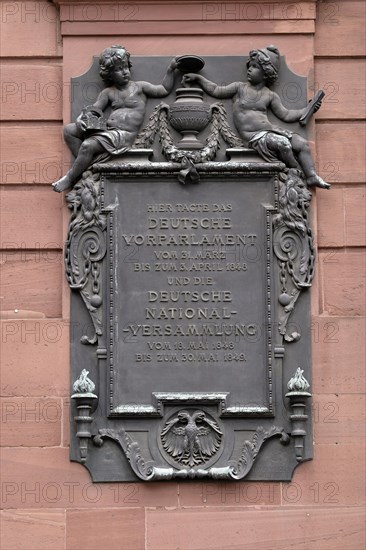 HIER TAGTE DAS
DEUTSCHE
VORPARLAMENT
VOM 31. MÄRZ
BIS ZUM 3. APRIL 1848
UND DIE
DEUTSCHE
NATIONAL-
-VERSAMMLUNG
VOM 18. MAI 1848
BIS ZUM 30. MAI 1849.